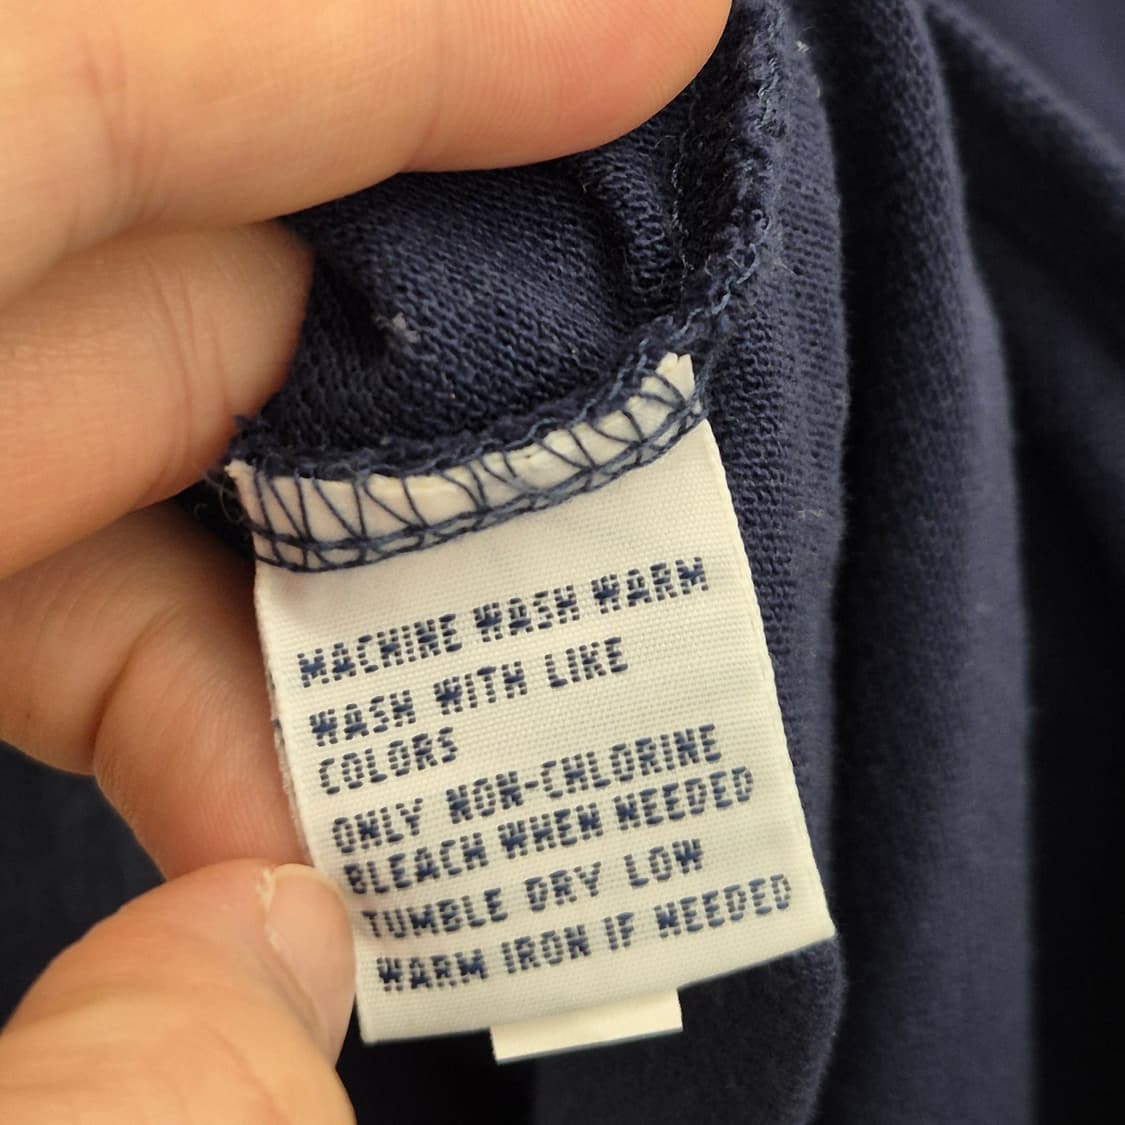 MACHINE WASH WARM
WASH WITH LIKE
COLORS
ONLY NON-CHLORINE
BLEACH WHEN NEEDED
TUMBLE DRY LOW
WARM IRON IF NEEDED